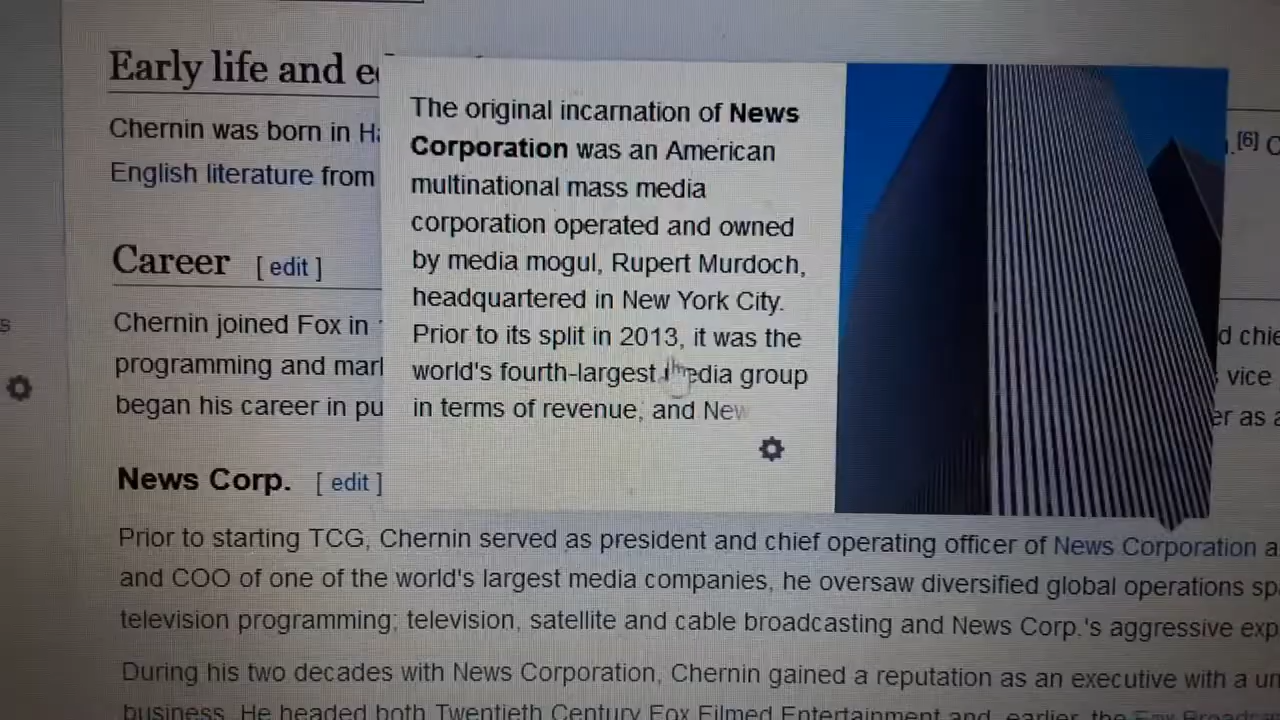 Early life and e
Chernin was born in Ha
English literature from
Career [ edit ]
Chernin joined Fox in
programming and mark
began his career in pu
The original incarnation of News
Corporation was an American
multinational mass media
corporation operated and owned
by media mogul, Rupert Murdoch,
headquartered in New York City.
Prior to its split in 2013, it was the
world's fourth-largest media group
in terms of revenue, and New
.[6] C
d chie
vice
er as a
s
News Corp. [ edit ]
Prior to starting TCG, Chernin served as president and chief operating officer of News Corporation a
and COO of one of the world's largest media companies, he oversaw diversified global operations sp
television programming; television, satellite and cable broadcasting and News Corp.'s aggressive exp
During his two decades with News Corporation, Chernin gained a reputation as an executive with a un
business. He headed both Twentieth Century Fox Filmed Entertainment and, earlier, the Fox Broadcas